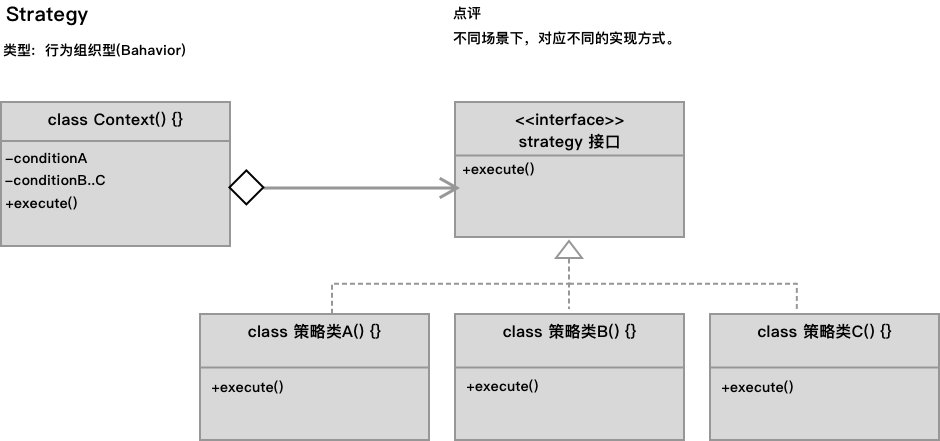 Strategy
类型：行为组织型(Bahavior)
点评
不同场景下，对应不同的实现方式。
class Context() {}
-conditionA
-conditionB..C
+execute()
<<interface>>
strategy 接口
+execute()
class 策略类A() {}
+execute()
class 策略类B() {}
+execute()
class 策略类C() {}
+execute()